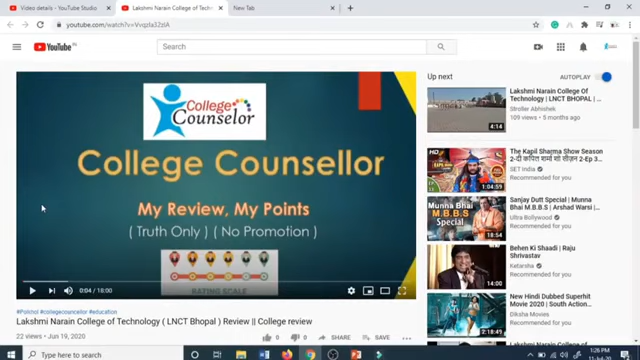 Video details - YouTube Studio
Lakshmi Narain College of Techn
New Tab
youtube.com/watch?v=
YouTube
Search
College
Counselor
College Counsellor
My Review, My Points
( Truth Only ) ( No Promotion )
RATING SCALE
0:04 / 18:00
#Potchol #collegecounsellor #education
Lakshmi Narain College of Technology ( LNCT Bhopal ) Review || College review
22 views • Jun 19, 2020
0
0
SHARE
SAVE
Up next
AUTOPLAY
Lakshmi Narain College Of
Technology | LNCT BHOPAL | ...
Stroller Abhishek
109 views • 5 months ago
4:14
The Kapil Sharma Show Season
2-दी कपिल शर्मा शो सीज़न 2-Ep 3...
SET India
Recommended for you
1:04:59
Sanjay Dutt Special | Munna
Bhai M.B.B.S | Arshad Warsi | ...
Ultra Bollywood
Recommended for you
Munna Bhai
M.B.B.S
Special
18:54
Behen Ki Shaadi | Raju
Shrivastav
Ketarsha
Recommended for you
14:00
New Hindi Dubbed Superhit
Movie 2020 | South Action...
Diksha Movies
Recommended for you
2:18:49
Type here to search
1:26 PM